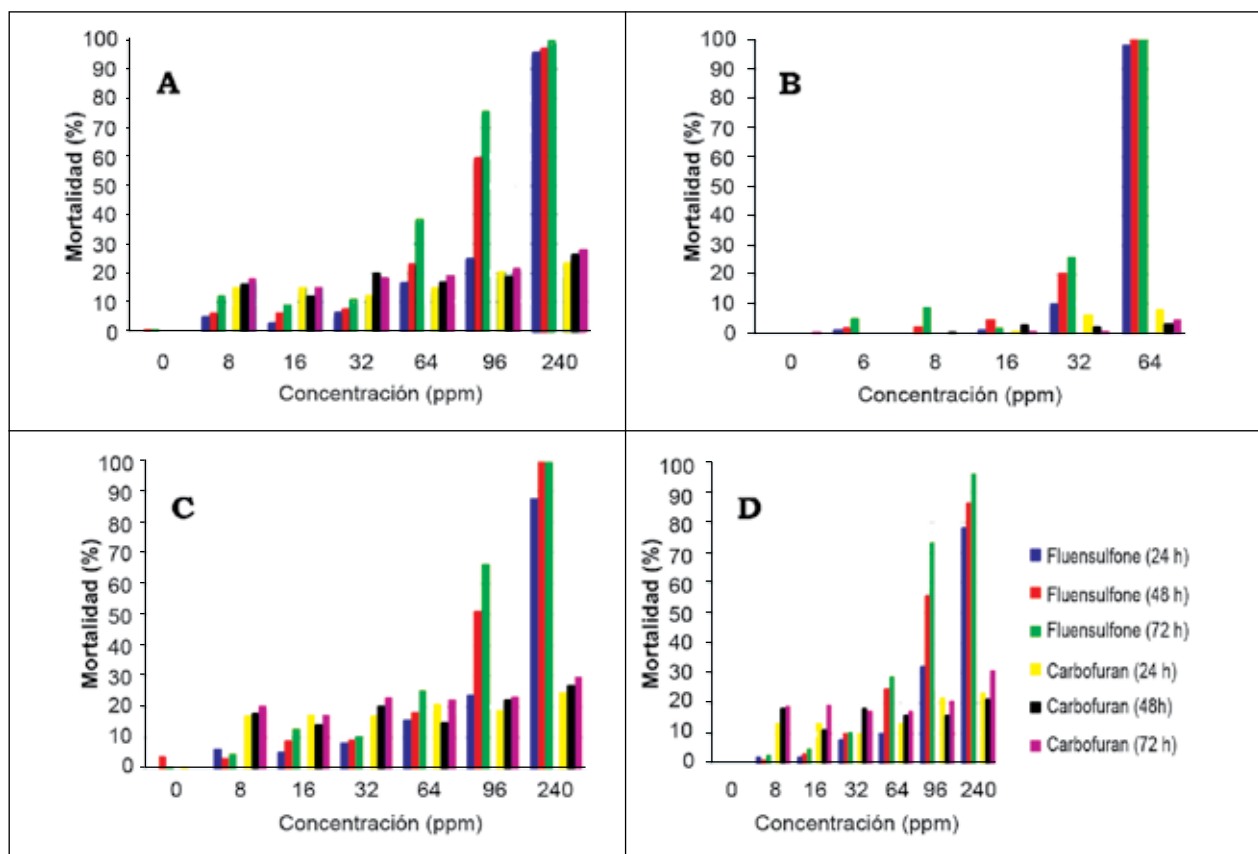 A
Mortalidad (%)
100
90
80
70
60
50
40
30
20
10
0
0 8 16 32 64 96 240
Concentración (ppm)
B
Mortalidad (%)
100
90
80
70
60
50
40
30
20
10
0
0 6 8 16 32 64
Concentración (ppm)
C
Mortalidad (%)
100
90
80
70
60
50
40
30
20
10
0
0 8 16 32 64 96 240
Concentración (ppm)
D
Mortalidad (%)
100
90
80
70
60
50
40
30
20
10
0
0 8 16 32 64 96 240
Concentración (ppm)
Fluensulfone (24 h)
Fluensulfone (48 h)
Fluensulfone (72 h)
Carbofuran (24 h)
Carbofuran (48h)
Carbofuran (72 h)